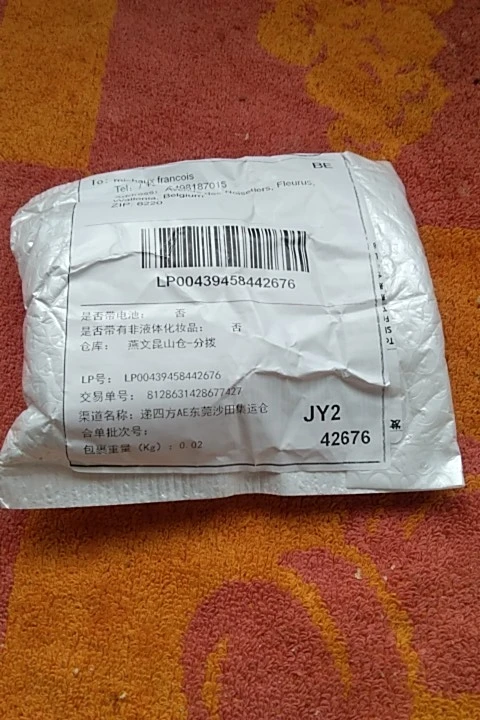 BE
To: francois
Tel: 98187015
Wallonia, Belgium, Fleurus,
ZIP: 6220
LP00439458442676
是否带电池: 否
是否带有非液体化妆品: 否
仓库: 燕文昆山仓-分拨
LP号: LP00439458442676
交易单号: 8128631428677427
渠道名称: 递四方AE东莞沙田集运仓
合单批次号:
包裹重量 (Kg): 0.02
JY2
42676